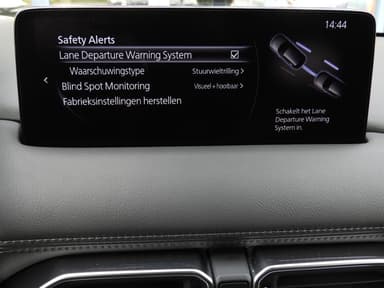 14:44
Safety Alerts
Lane Departure Warning System
Waarschuwingstype Stuurwieltrilling
Blind Spot Monitoring Visueel + hoorbaar
Fabrieksinstellingen herstellen
Schakelt het Lane
Departure Warning
System in.